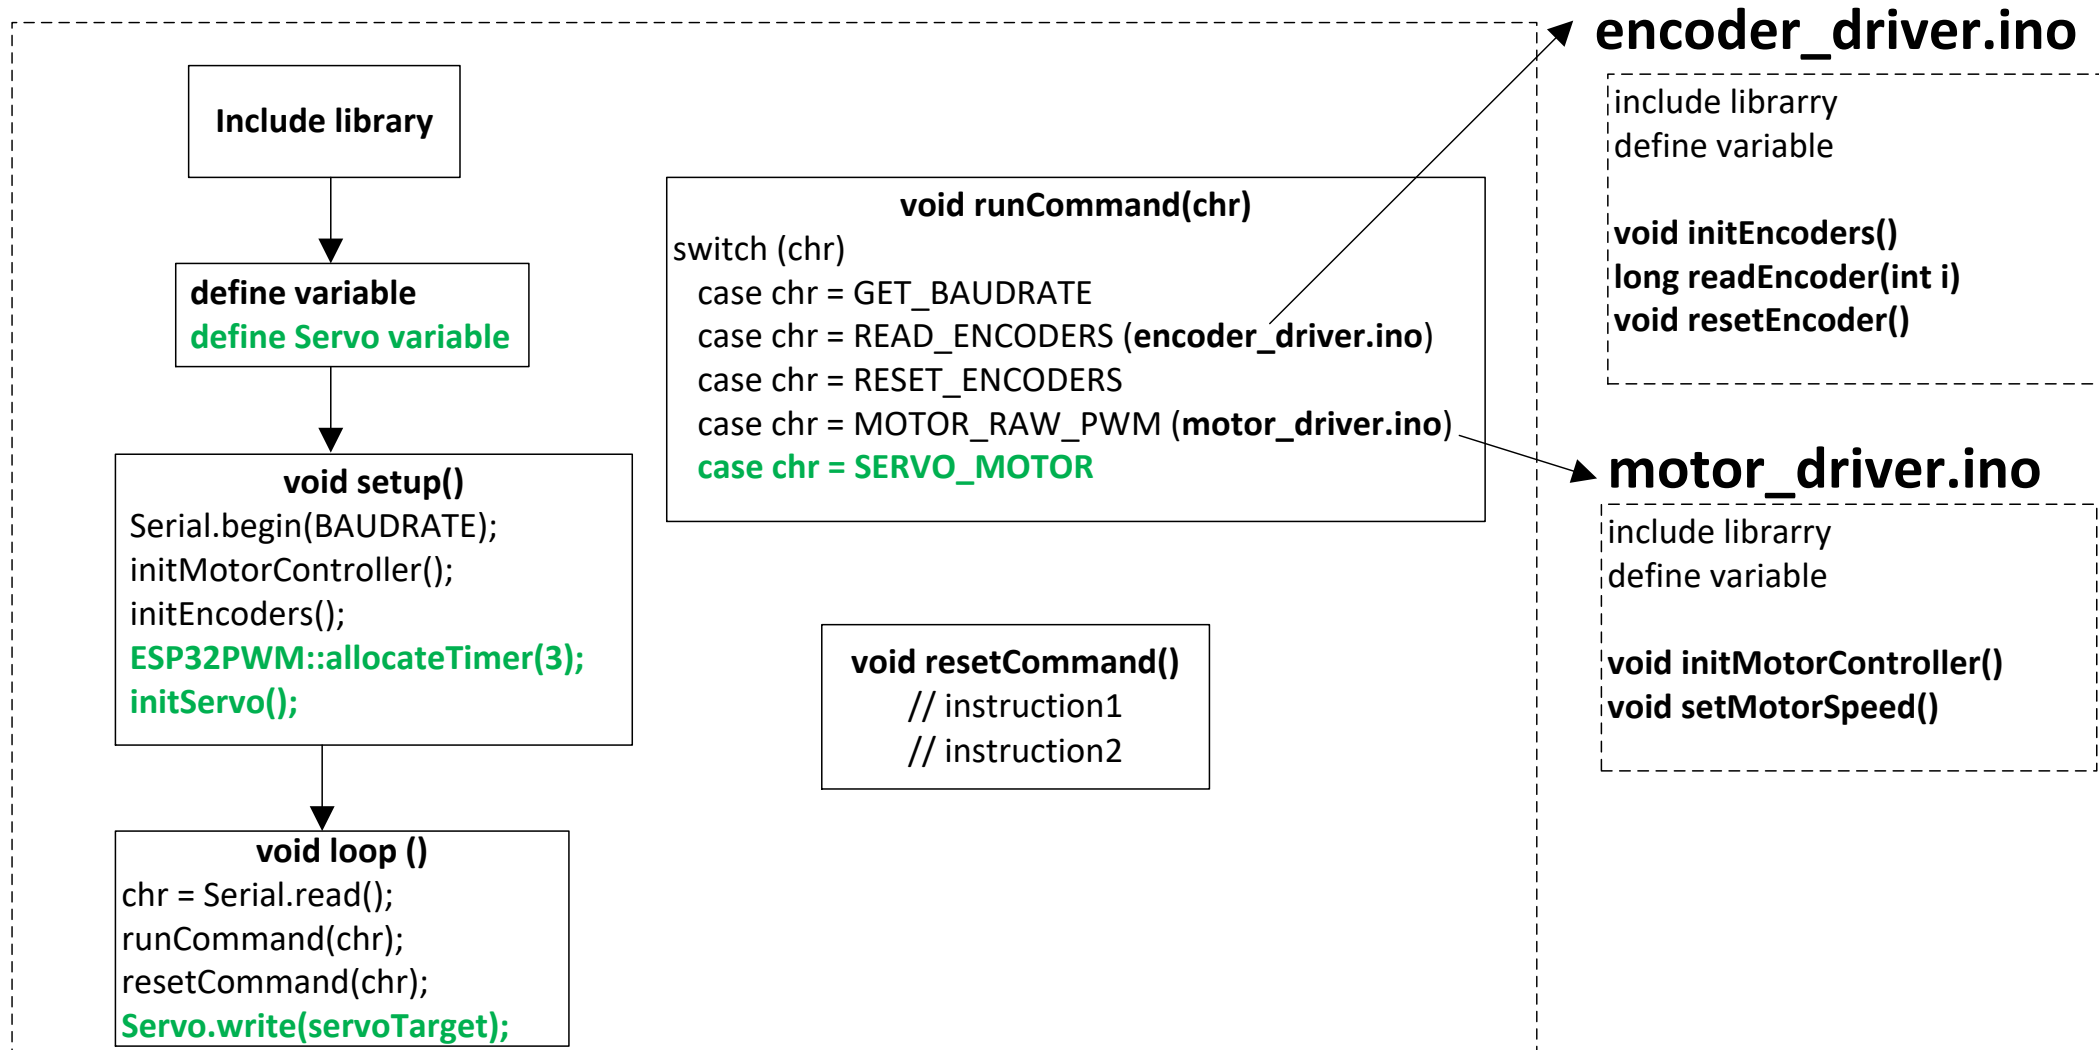 Include library
define variable
define Servo variable
void setup()
Serial.begin(BAUDRATE);
initMotorController();
initEncoders();
ESP32PWM::allocateTimer(3);
initServo();
void loop ()
chr = Serial.read();
runCommand(chr);
resetCommand(chr);
Servo.write(servoTarget);
void runCommand(chr)
switch (chr)
case chr = GET_BAUDRATE
case chr = READ_ENCODERS (encoder_driver.ino)
case chr = RESET_ENCODERS
case chr = MOTOR_RAW_PWM (motor_driver.ino)
case chr = SERVO_MOTOR
void resetCommand()
// instruction1
// instruction2
encoder_driver.ino
include librarry
define variable
void initEncoders()
long readEncoder(int i)
void resetEncoder()
motor_driver.ino
include librarry
define variable
void initMotorController()
void setMotorSpeed()